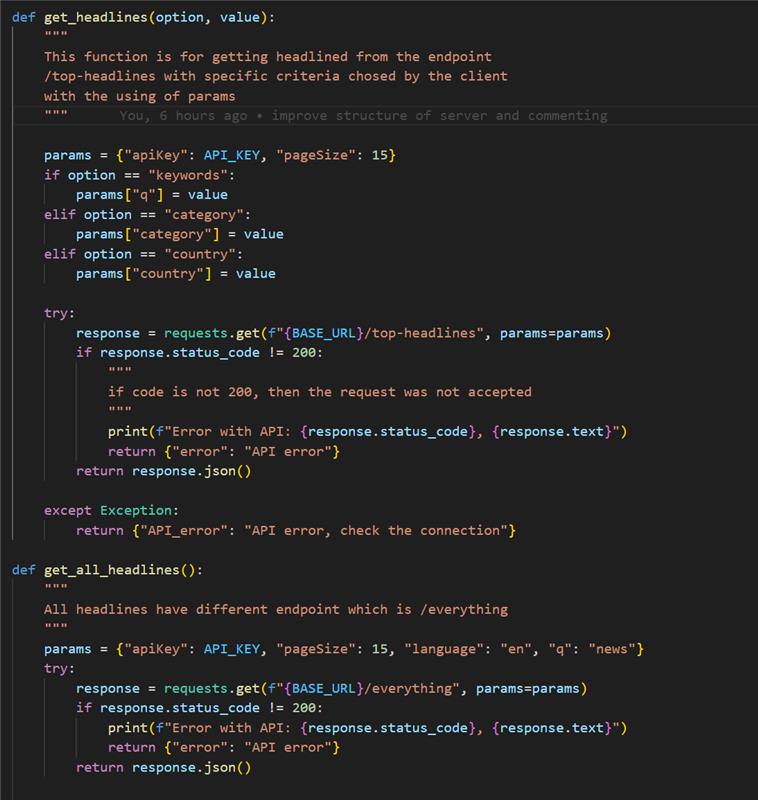 def get_headlines(option, value):
    """
    This function is for getting headlined from the endpoint
    /top-headlines with specific criteria chosed by the client
    with the using of params
    """       You, 6 hours ago • improve structure of server and commenting

    params = {"apiKey": API_KEY, "pageSize": 15}
    if option == "keywords":
        params["q"] = value
    elif option == "category":
        params["category"] = value
    elif option == "country":
        params["country"] = value

    try:
        response = requests.get(f"{BASE_URL}/top-headlines", params=params)
        if response.status_code != 200:
            """
            if code is not 200, then the request was not accepted
            """
            print(f"Error with API: {response.status_code}, {response.text}")
            return {"error": "API error"}
        return response.json()

    except Exception:
        return {"API_error": "API error, check the connection"}

def get_all_headlines():
    """
    All headlines have different endpoint which is /everything
    """
    params = {"apiKey": API_KEY, "pageSize": 15, "language": "en", "q": "news"}
    try:
        response = requests.get(f"{BASE_URL}/everything", params=params)
        if response.status_code != 200:
            print(f"Error with API: {response.status_code}, {response.text}")
            return {"error": "API error"}
        return response.json()